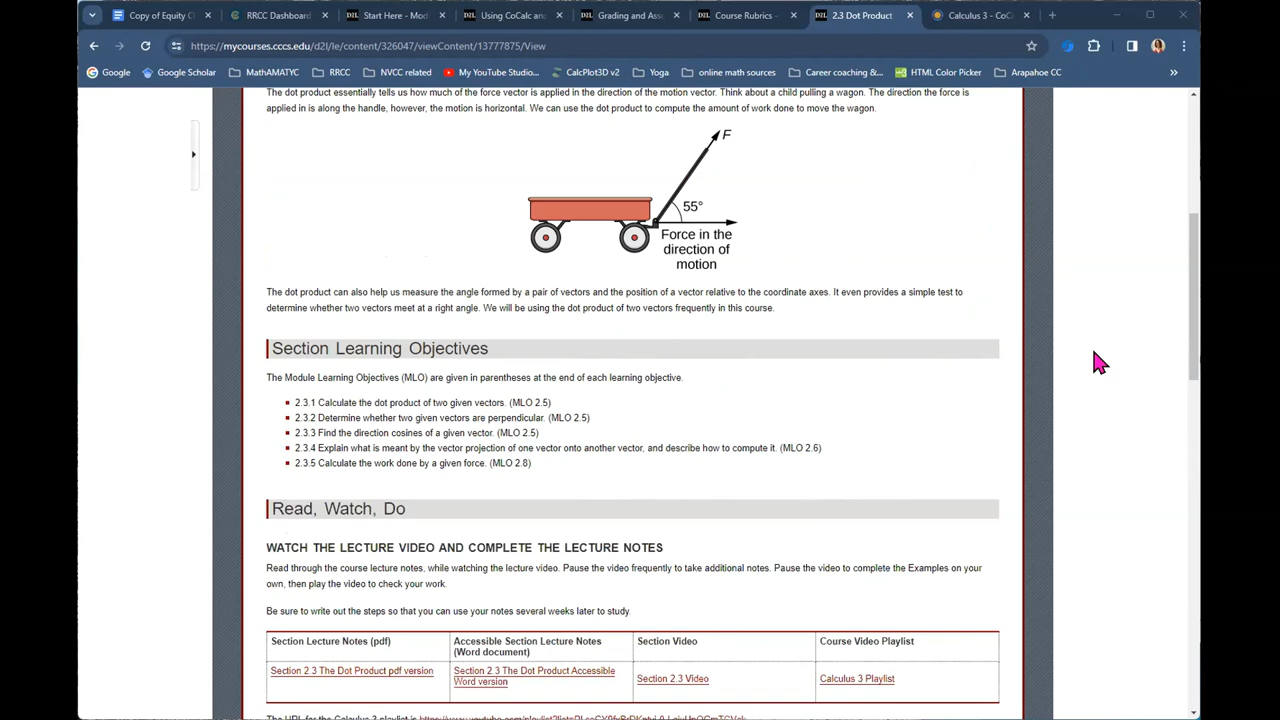 Copy of Equity C
RRCC Dashboard
Start Here - Mod
Using CoCalc and
Grading and Ass
Course Rubrics -
2.3 Dot Product
Calculus 3 - CoC
https://mycourses.cccs.edu/d2l/le/content/326047/viewContent/13777875/View
Google
Google Scholar
MathAMATYC
RRCC
NVCC related
My YouTube Studio...
CalcPlot3D v2
Yoga
online math sources
Career coaching &...
HTML Color Picker
Arapahoe CC
The dot product essentially tells us how much of the force vector is applied in the direction of the motion vector. Think about a child pulling a wagon. The direction the force is
applied in is along the handle, however, the motion is horizontal. We can use the dot product to compute the amount of work done to move the wagon.
F
55°
Force in the
direction of
motion
The dot product can also help us measure the angle formed by a pair of vectors and the position of a vector relative to the coordinate axes. It even provides a simple test to
determine whether two vectors meet at a right angle. We will be using the dot product of two vectors frequently in this course.
Section Learning Objectives
The Module Learning Objectives (MLO) are given in parentheses at the end of each learning objective.
2.3.1 Calculate the dot product of two given vectors. (MLO 2.5)
2.3.2 Determine whether two given vectors are perpendicular. (MLO 2.5)
2.3.3 Find the direction cosines of a given vector. (MLO 2.5)
2.3.4 Explain what is meant by the vector projection of one vector onto another vector, and describe how to compute it. (MLO 2.6)
2.3.5 Calculate the work done by a given force. (MLO 2.8)
Read, Watch, Do
WATCH THE LECTURE VIDEO AND COMPLETE THE LECTURE NOTES
Read through the course lecture notes, while watching the lecture video. Pause the video frequently to take additional notes. Pause the video to complete the Examples on your
own, then play the video to check your work.
Be sure to write out the steps so that you can use your notes several weeks later to study.
Section Lecture Notes (pdf)
Accessible Section Lecture Notes
(Word document)
Section Video
Course Video Playlist
Section 2.3 The Dot Product pdf version
Section 2.3 The Dot Product Accessible
Word version
Section 2.3 Video
Calculus 3 Playlist
The URL for the Calculus 3 playlist is